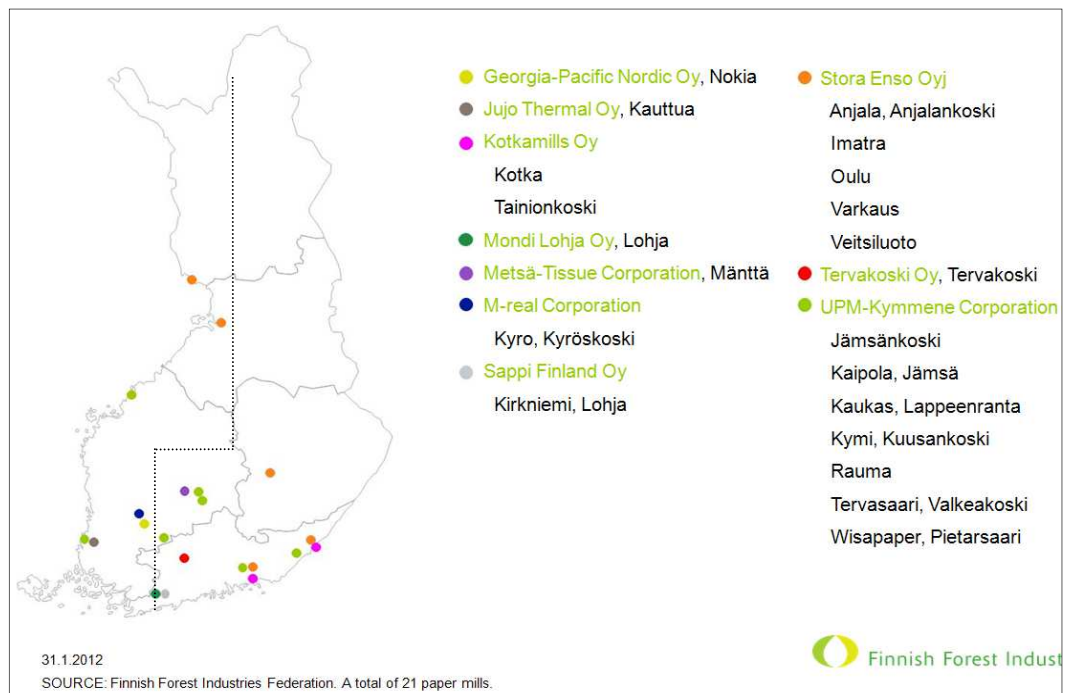 Georgia-Pacific Nordic Oy, Nokia
Jujo Thermal Oy, Kauttua
Kotkamills Oy
Kotka
Tainionkoski
Mondi Lohja Oy, Lohja
Metsä-Tissue Corporation, Mänttä
M-real Corporation
Kyro, Kyröskoski
Sappi Finland Oy
Kirkniemi, Lohja
Stora Enso Oyj
Anjala, Anjalankoski
Imatra
Oulu
Varkaus
Veitsiluoto
Tervakoski Oy, Tervakoski
UPM-Kymmene Corporation
Jämsänkoski
Kaipola, Jämsä
Kaukas, Lappeenranta
Kymi, Kuusankoski
Rauma
Tervasaari, Valkeakoski
Wisapaper, Pietarsaari
31.1.2012
SOURCE: Finnish Forest Industries Federation. A total of 21 paper mills.
Finnish Forest Indust